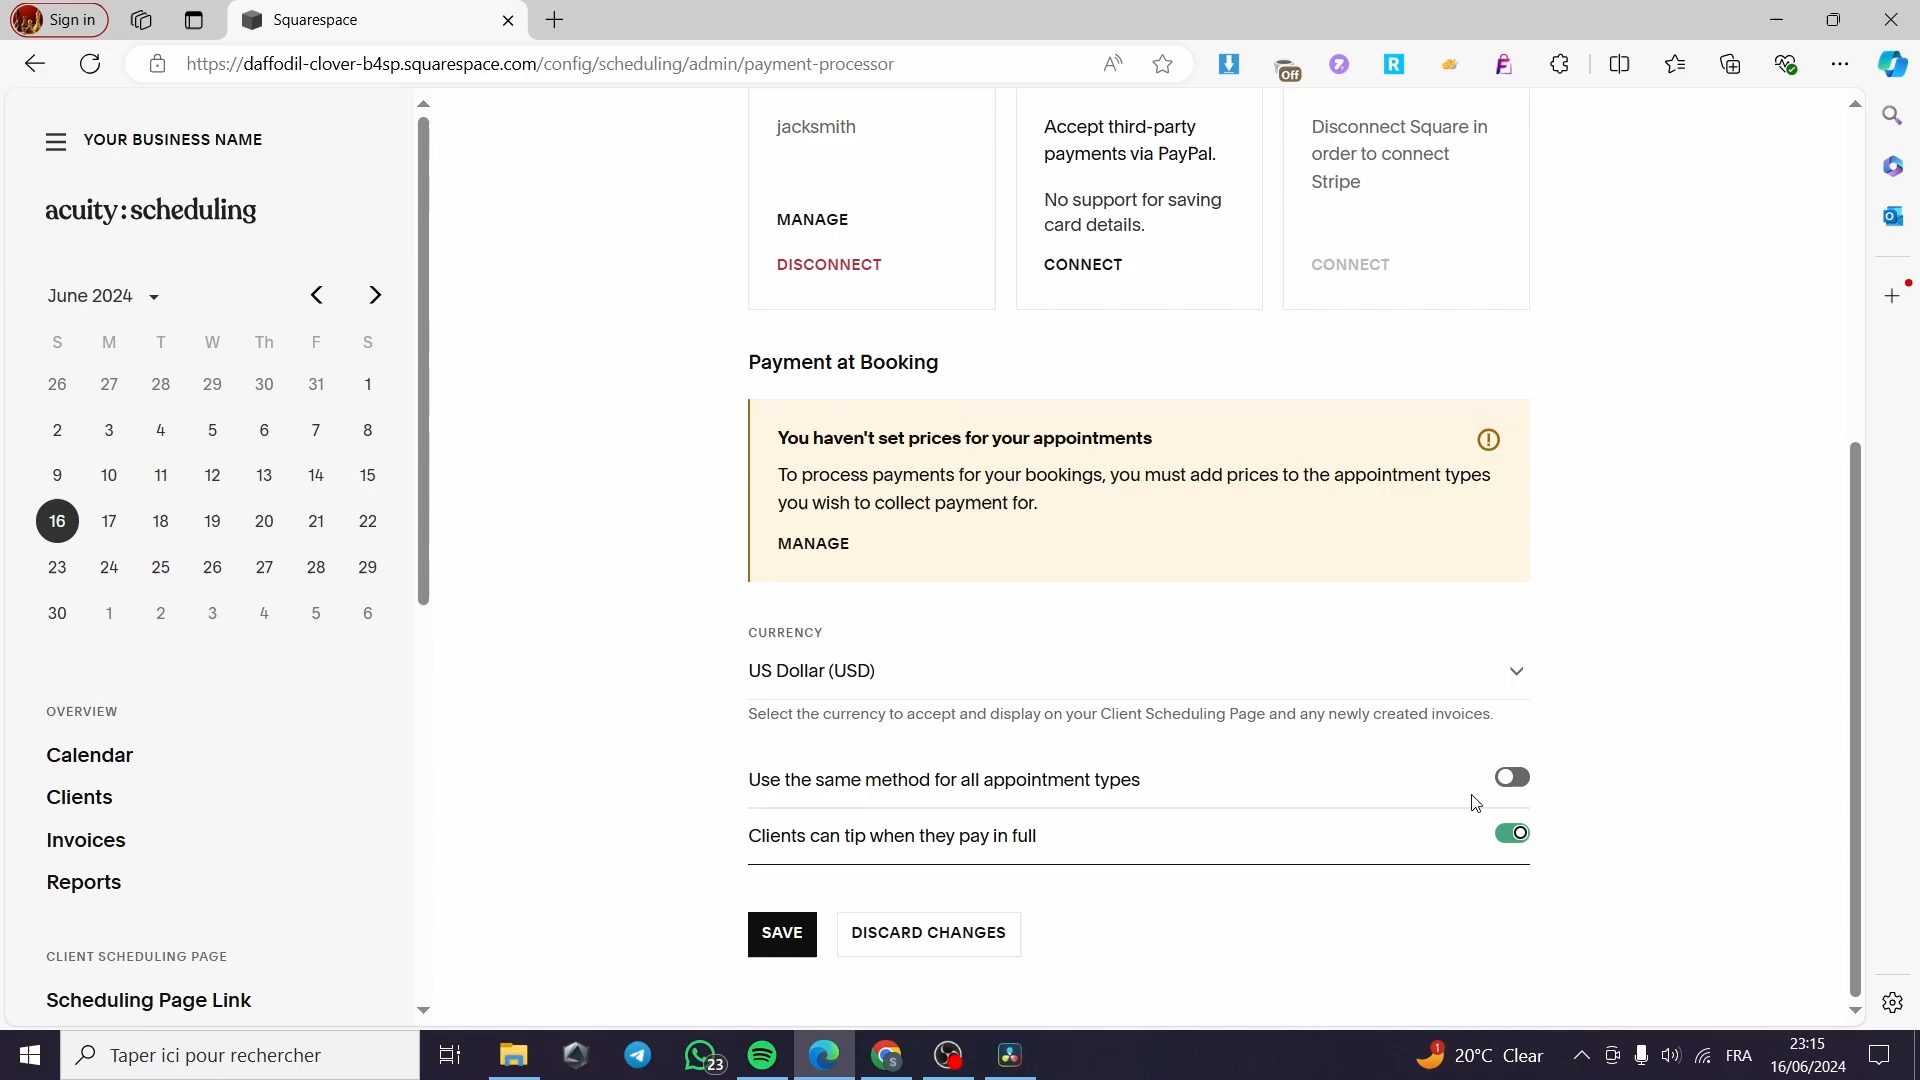 Sign in
Squarespace
https://daffodil-clover-b4sp.squarespace.com/config/scheduling/admin/payment-processor
Off
YOUR BUSINESS NAME
acuity:scheduling
June 2024
S M T W Th F S
26 27 28 29 30 31 1
2 3 4 5 6 7 8
9 10 11 12 13 14 15
16 17 18 19 20 21 22
23 24 25 26 27 28 29
30 1 2 3 4 5 6
OVERVIEW
Calendar
Clients
Invoices
Reports
CLIENT SCHEDULING PAGE
Scheduling Page Link
jacksmith
MANAGE
DISCONNECT
Accept third-party
payments via PayPal.
No support for saving
card details.
CONNECT
Disconnect Square in
order to connect
Stripe
CONNECT
Payment at Booking
You haven't set prices for your appointments
To process payments for your bookings, you must add prices to the appointment types
you wish to collect payment for.
MANAGE
CURRENCY
US Dollar (USD)
Select the currency to accept and display on your Client Scheduling Page and any newly created invoices.
Use the same method for all appointment types
Clients can tip when they pay in full
SAVE
DISCARD CHANGES
Taper ici pour rechercher
23
1
20°C Clear
FRA
23:15
16/06/2024